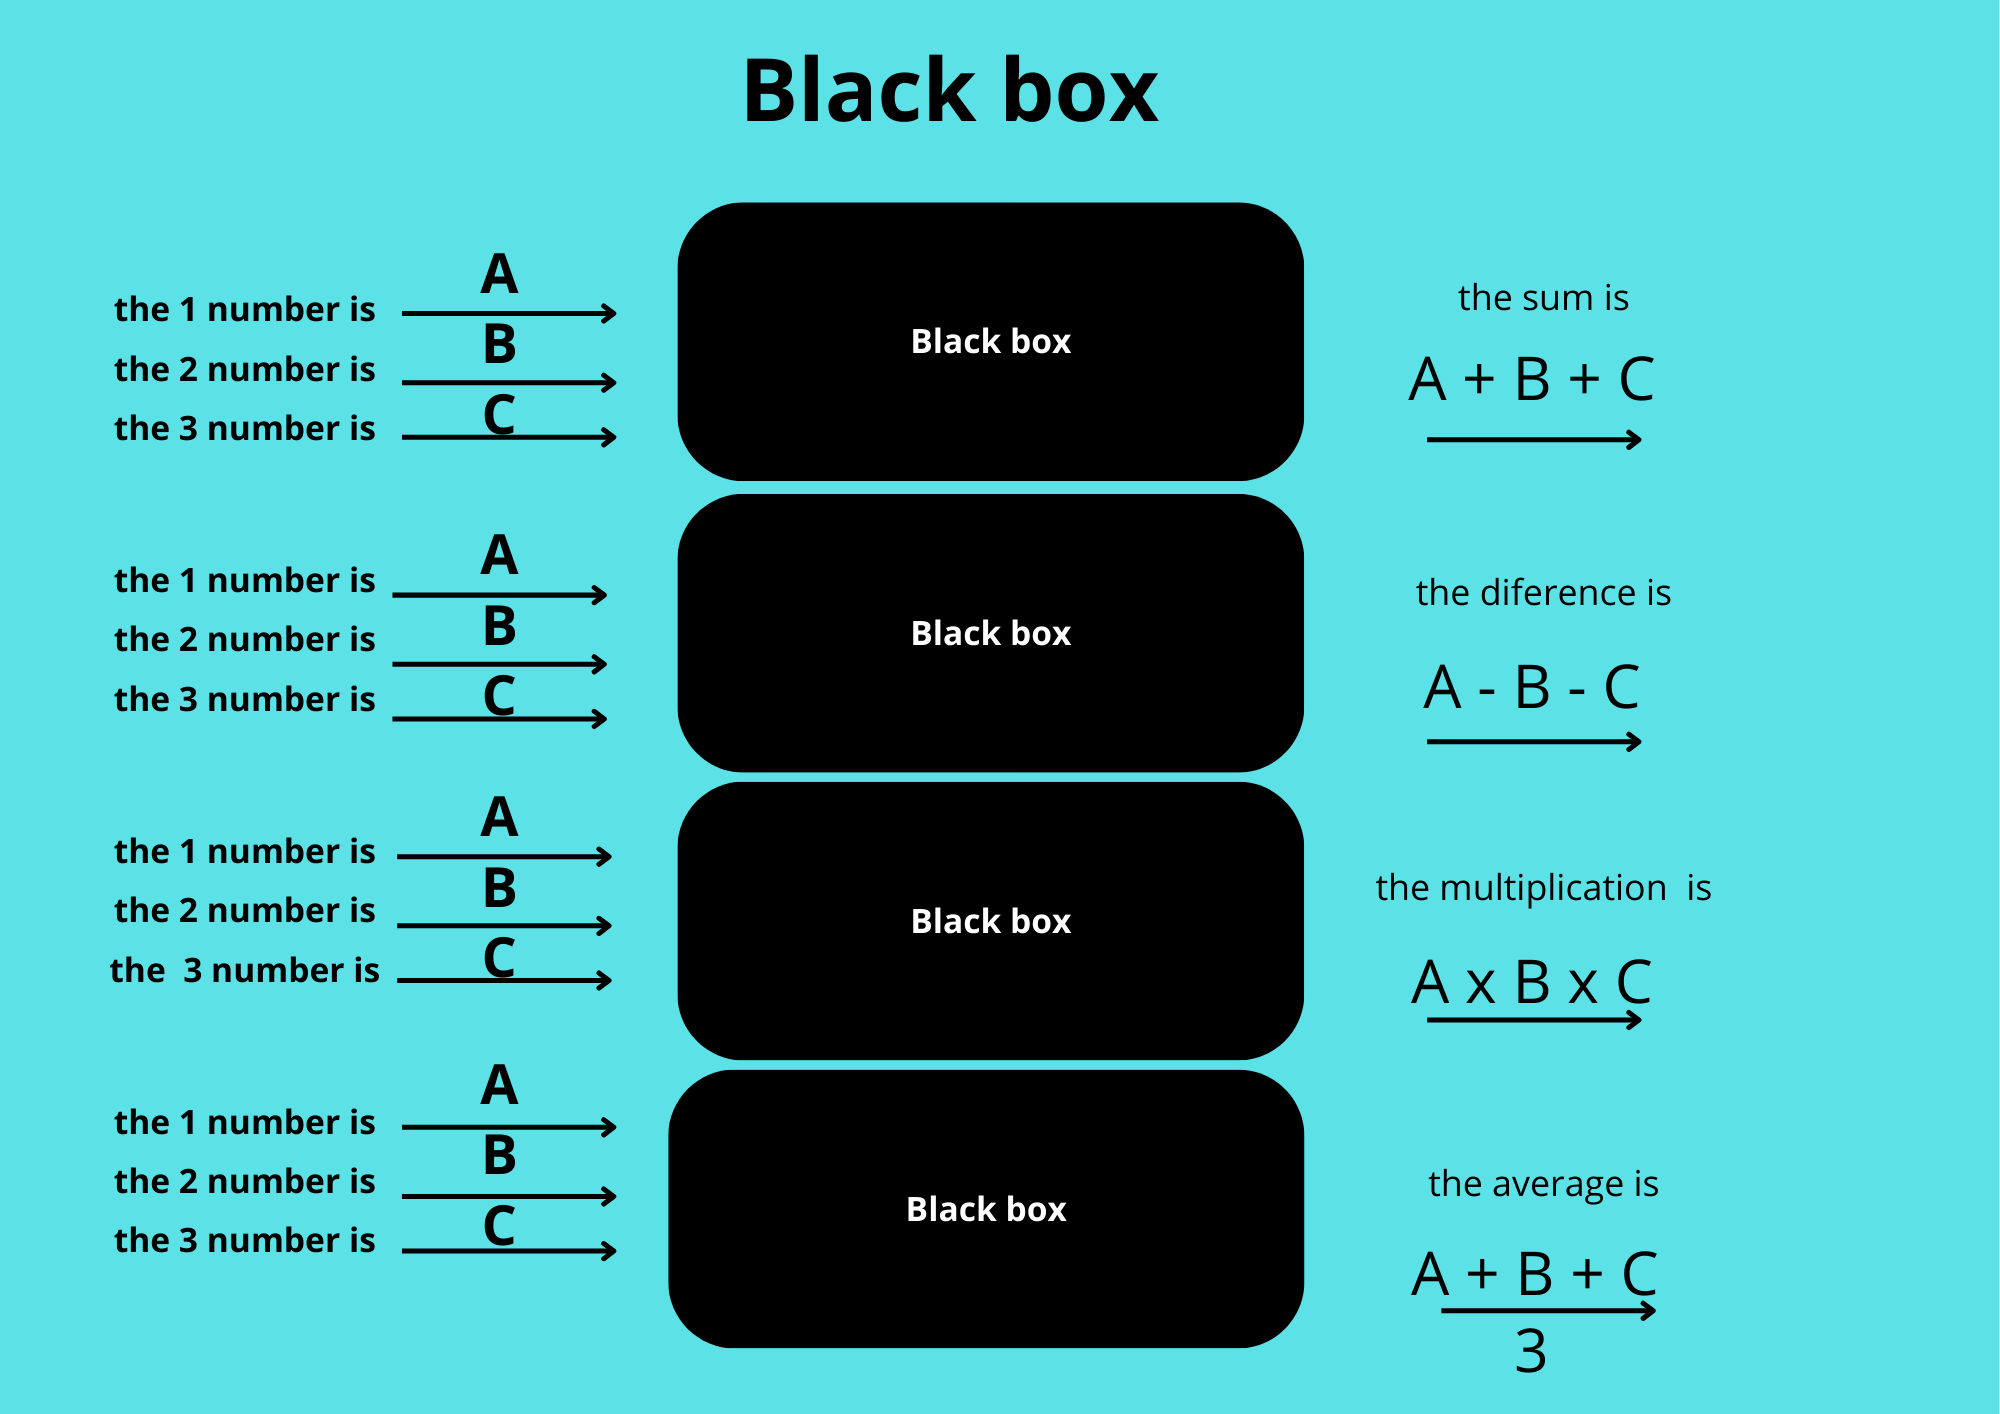 Black box
A
the 1 number is
B
the 2 number is
C
the 3 number is
Black box
the sum is
A + B + C
A
the 1 number is
B
the 2 number is
C
the 3 number is
Black box
the diference is
A - B - C
A
the 1 number is
B
the 2 number is
C
the  3 number is
Black box
the multiplication  is
A x B x C
A
the 1 number is
B
the 2 number is
C
the 3 number is
Black box
the average is
A + B + C
3